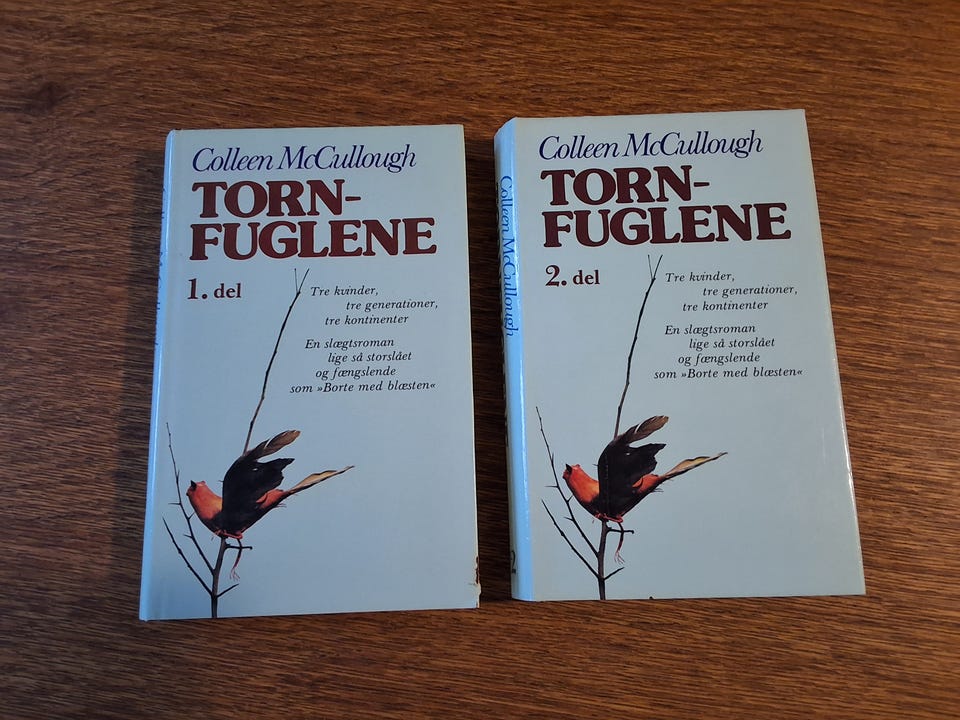 Colleen McCullough
TORN-
FUGLENE
1. del
Tre kvinder,
tre generationer,
tre kontinenter
En slægtsroman
lige så storslået
og fængslende
som »Borte med blæsten«
Colleen McCullough
Colleen McCullough
TORN-
FUGLENE
2. del
Tre kvinder,
tre generationer,
tre kontinenter
En slægtsroman
lige så storslået
og fængslende
som »Borte med blæsten«